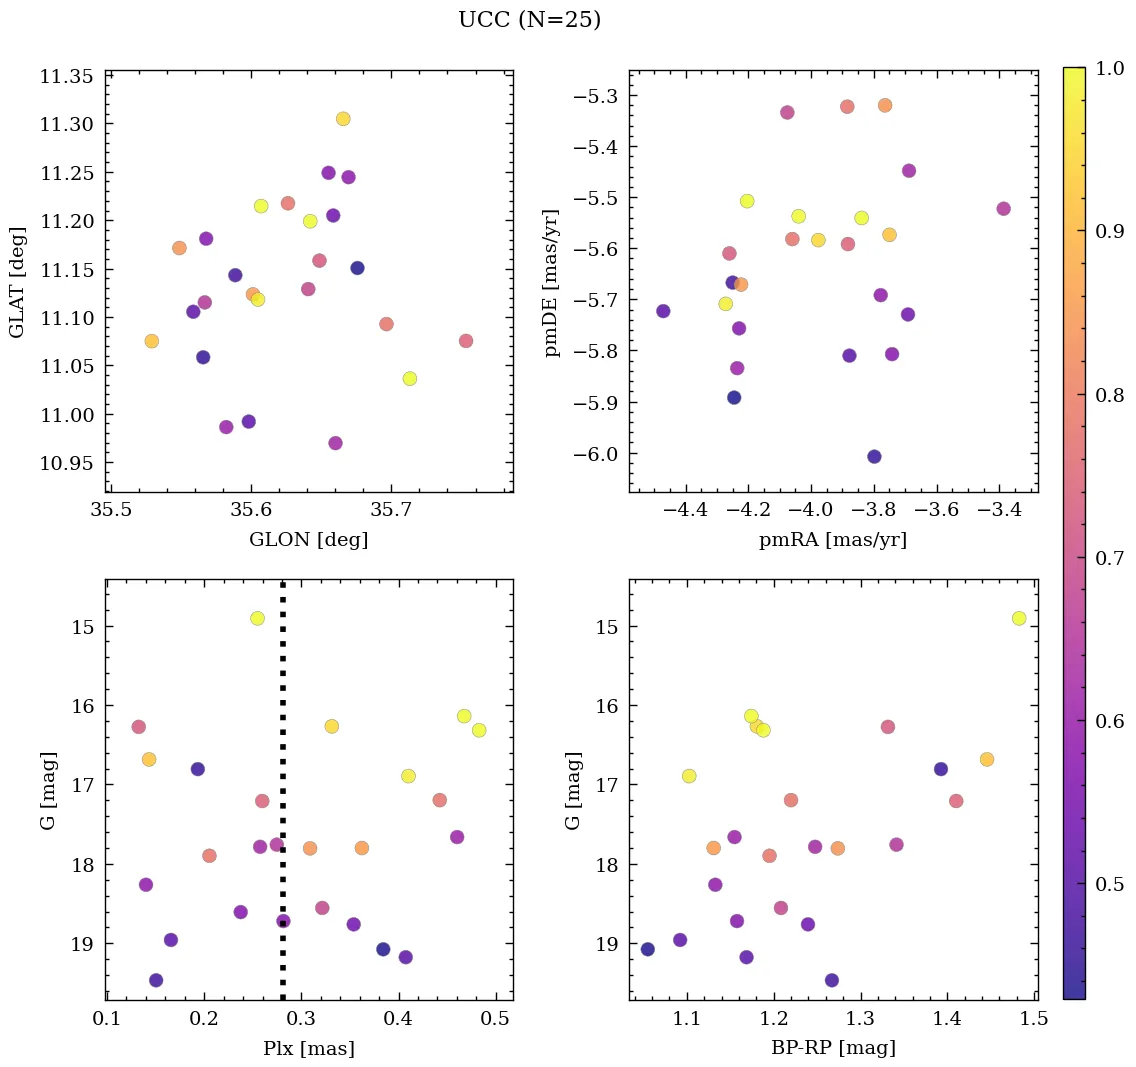 UCC (N=25)
11.35
11.30
11.25
11.20
11.15
11.10
11.05
11.00
10.95
GLAT [deg]
35.5 35.6 35.7
GLON [deg]
−5.3
−5.4
−5.5
−5.6
−5.7
−5.8
−5.9
−6.0
pmDE [mas/yr]
−4.4 −4.2 −4.0 −3.8 −3.6 −3.4
pmRA [mas/yr]
15
16
17
18
19
G [mag]
0.1 0.2 0.3 0.4 0.5
Plx [mas]
15
16
17
18
19
G [mag]
1.1 1.2 1.3 1.4 1.5
BP-RP [mag]
1.0
0.9
0.8
0.7
0.6
0.5